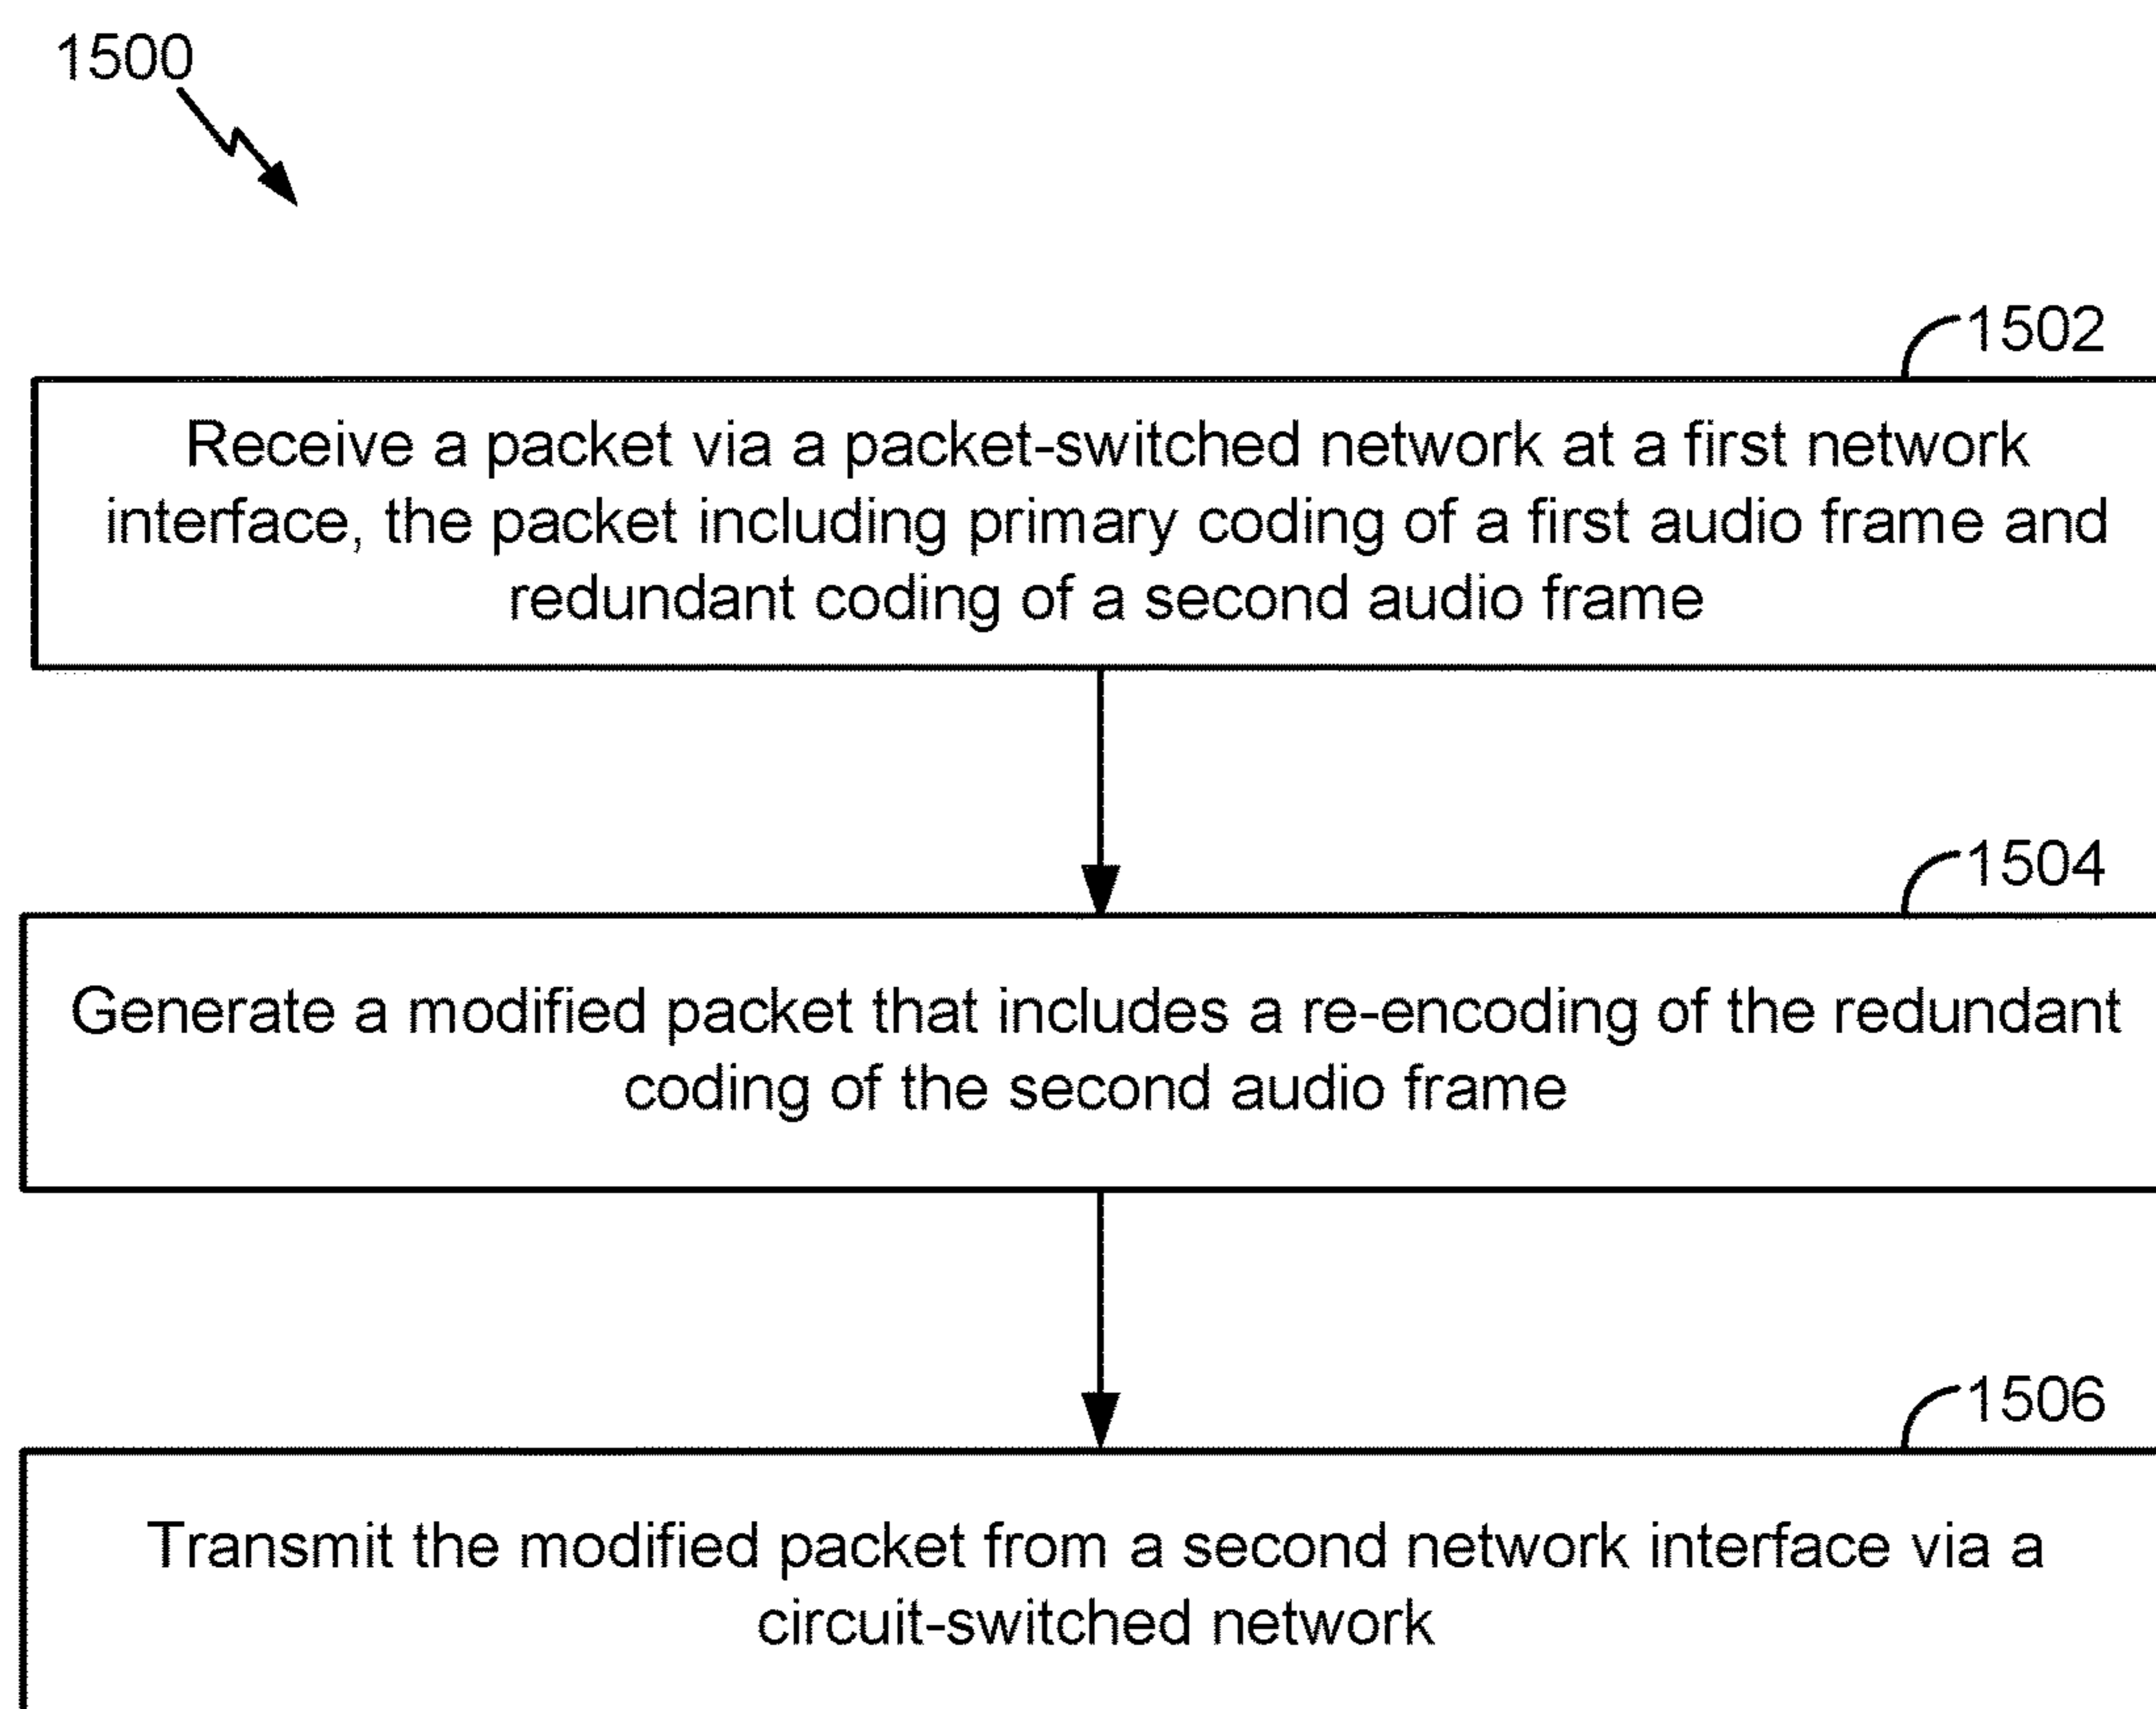 1500
1502
Receive a packet via a packet-switched network at a first network
interface, the packet including primary coding of a first audio frame and
redundant coding of a second audio frame
1504
Generate a modified packet that includes a re-encoding of the redundant
coding of the second audio frame
1506
Transmit the modified packet from a second network interface via a
circuit-switched network